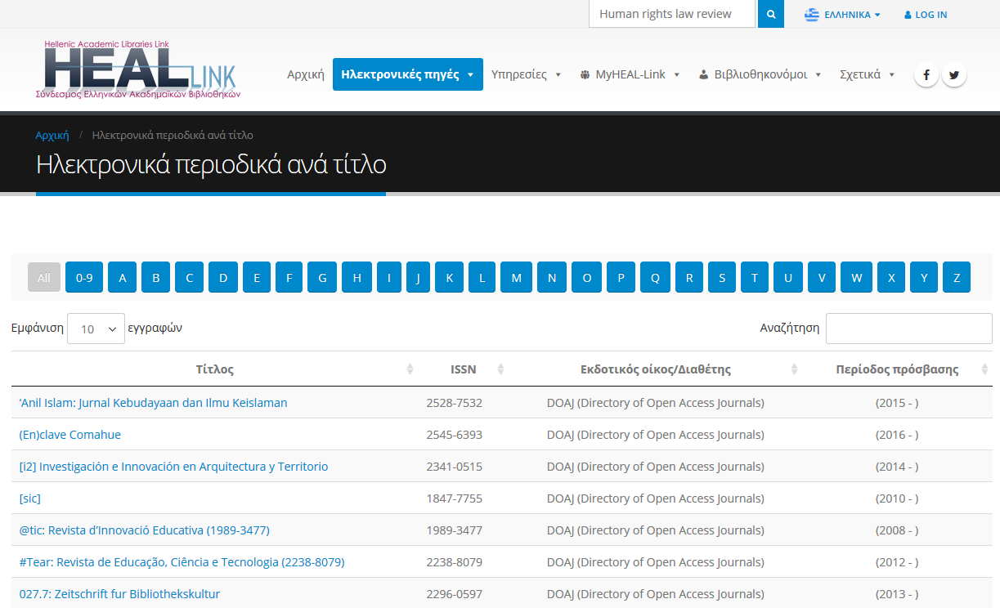 Human rights law review
ΕΛΛΗΝΙΚΑ
LOG IN
Hellenic Academic Libraries Link
HEAL LINK
Σύνδεσμος Ελληνικών Ακαδημαϊκών Βιβλιοθηκών
Αρχική
Ηλεκτρονικές πηγές
Υπηρεσίες
MyHEAL-Link
Βιβλιοθηκονόμοι
Σχετικά
Αρχική / Ηλεκτρονικά περιοδικά ανά τίτλο
Ηλεκτρονικά περιοδικά ανά τίτλο
All 0-9 A B C D E F G H I J K L M N O P Q R S T U V W X Y Z
Εμφάνιση 10 εγγραφών
Αναζήτηση
Τίτλος ISSN Εκδοτικός οίκος/Διαθέτης Περίοδος πρόσβασης
‘Anil Islam: Jurnal Kebudayaan dan Ilmu Keislaman 2528-7532 DOAJ (Directory of Open Access Journals) (2015 - )
(En)clave Comahue 2545-6393 DOAJ (Directory of Open Access Journals) (2016 - )
[i2] Investigación e Innovación en Arquitectura y Territorio 2341-0515 DOAJ (Directory of Open Access Journals) (2014 - )
[sic] 1847-7755 DOAJ (Directory of Open Access Journals) (2010 - )
@tic: Revista d’Innovació Educativa (1989-3477) 1989-3477 DOAJ (Directory of Open Access Journals) (2008 - )
#Tear: Revista de Educação, Ciência e Tecnologia (2238-8079) 2238-8079 DOAJ (Directory of Open Access Journals) (2012 - )
027.7: Zeitschrift fur Bibliothekskultur 2296-0597 DOAJ (Directory of Open Access Journals) (2013 - )